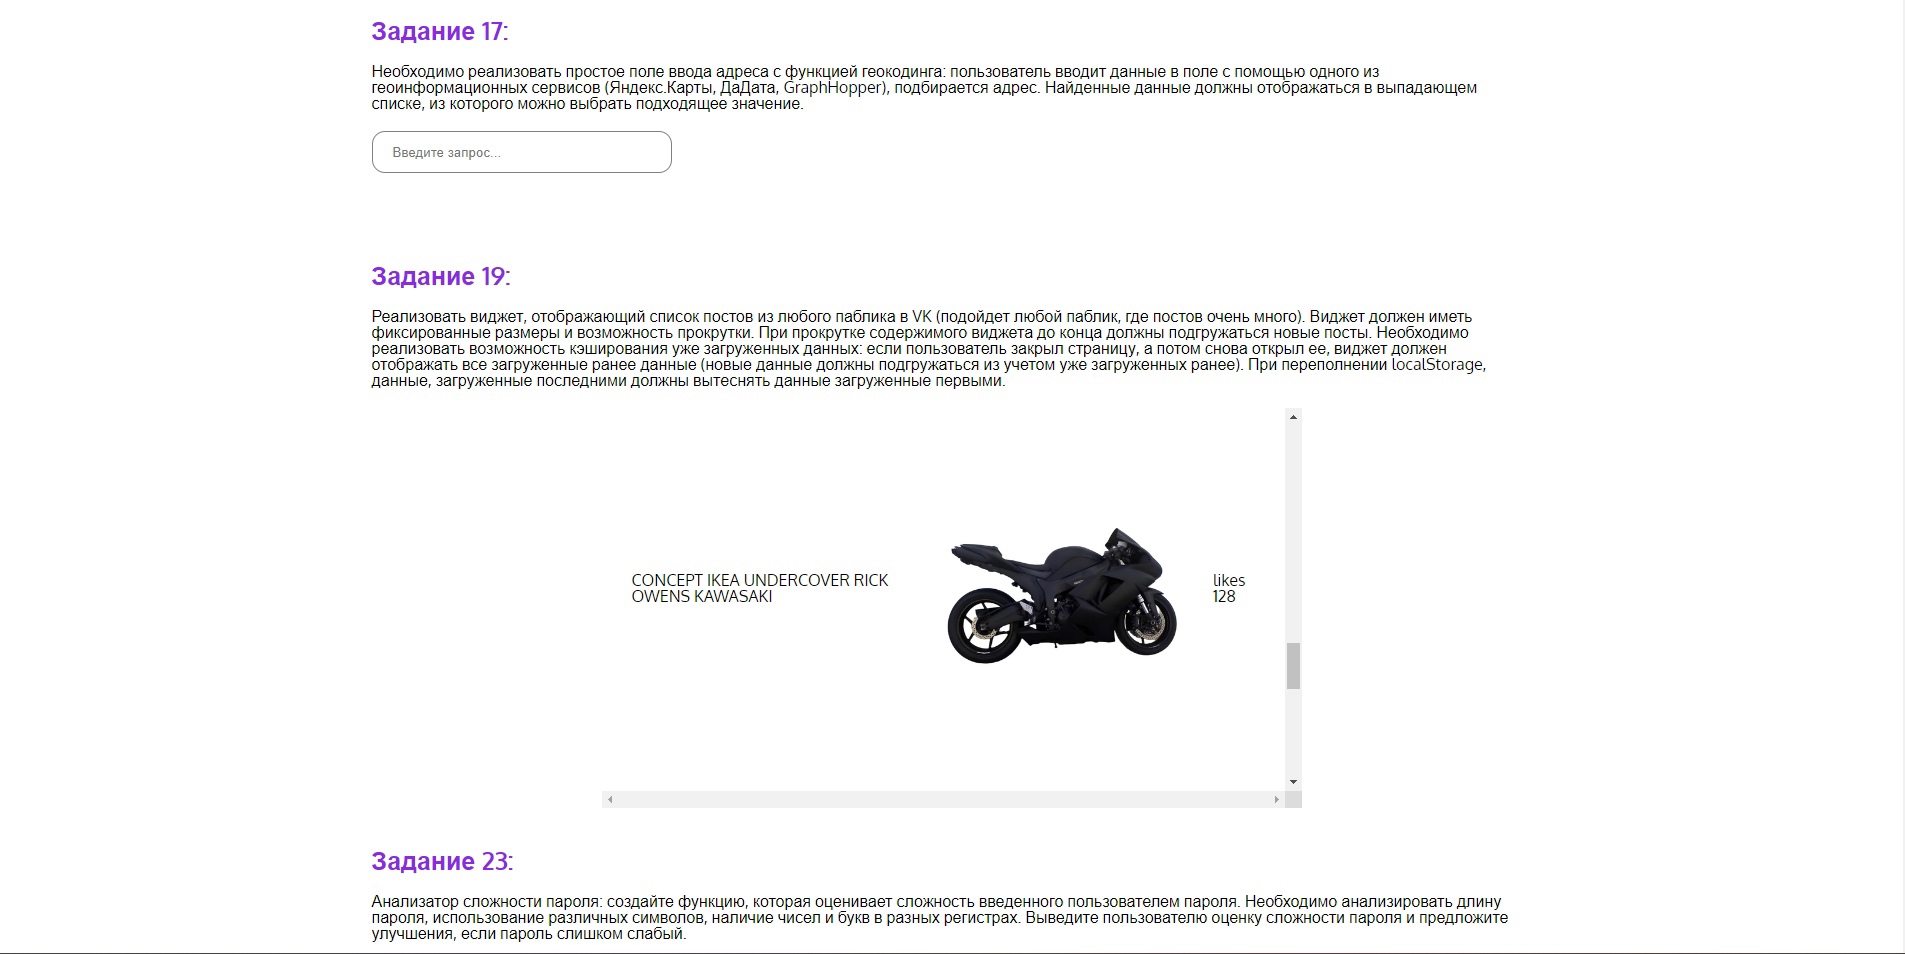 Задание 17:
Необходимо реализовать простое поле ввода адреса с функцией геокодинга: пользователь вводит данные в поле с помощью одного из
геоинформационных сервисов (Яндекс.Карты, ДаДата, GraphHopper), подбирается адрес. Найденные данные должны отображаться в выпадающем
списке, из которого можно выбрать подходящее значение.
Введите запрос...
Задание 19:
Реализовать виджет, отображающий список постов из любого паблика в VK (подойдет любой паблик, где постов очень много). Виджет должен иметь
фиксированные размеры и возможность прокрутки. При прокрутке содержимого виджета до конца должны подгружаться новые посты. Необходимо
реализовать возможность кэширования уже загруженных данных: если пользователь закрыл страницу, а потом снова открыл ее, виджет должен
отображать все загруженные ранее данные (новые данные должны подгружаться из учетом уже загруженных ранее). При переполнении localStorage,
данные, загруженные последними должны вытеснять данные загруженные первыми.
CONCEPT IKEA UNDERCOVER RICK
OWENS KAWASAKI
likes
128
Задание 23:
Анализатор сложности пароля: создайте функцию, которая оценивает сложность введенного пользователем пароля. Необходимо анализировать длину
пароля, использование различных символов, наличие чисел и букв в разных регистрах. Выведите пользователю оценку сложности пароля и предложите
улучшения, если пароль слишком слабый.